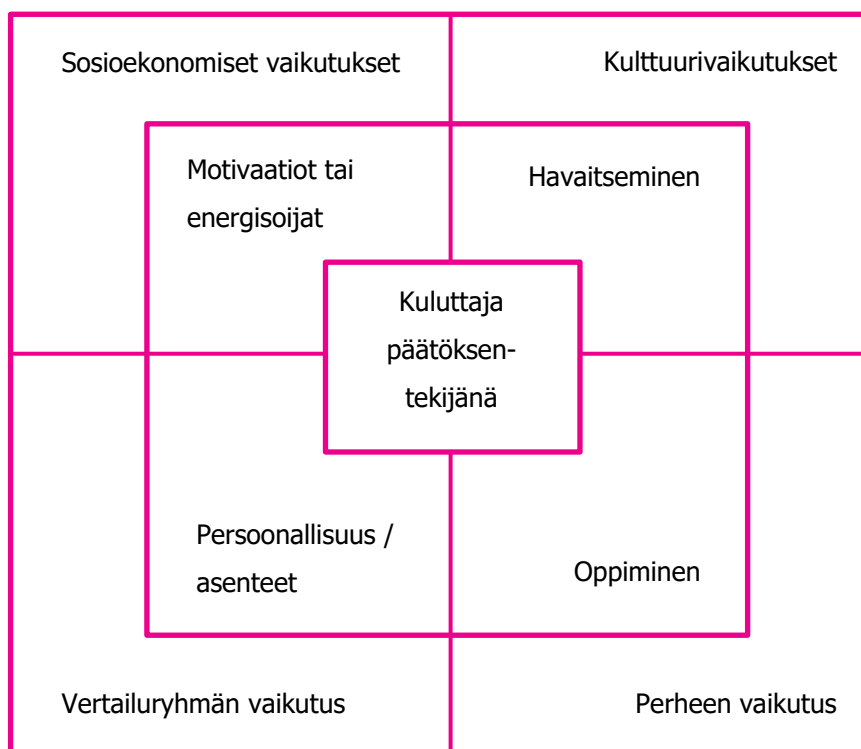 Sosioekonomiset vaikutukset
Kulttuurivaikutukset
Motivaatiot tai
energisoijat
Havaitseminen
Kuluttaja
päätöksen-
tekijänä
Persoonallisuus /
asenteet
Oppiminen
Vertailuryhmän vaikutus
Perheen vaikutus